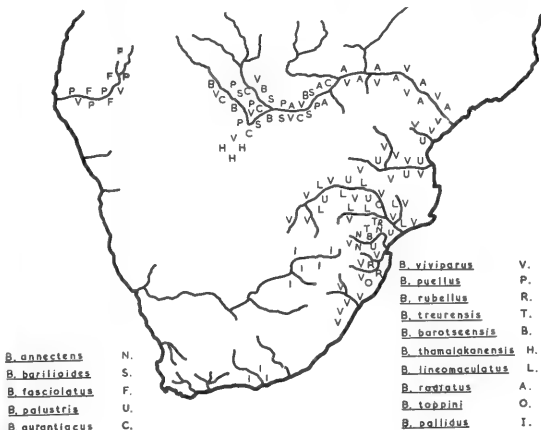 P
F P
P F P F V
V P
B V C B
P S C
V B S
P V C
P C S
B S V C S P A
P A V B S A C A
V A V A V A V A
V
H H
H
V V
U V
V U V
V L V U L
L U L V U L O L V
V V
T R
T N
N B
V N U
V R
V R
O
I I I
I I
V V V
I I
B. viviparus V.
B. puellus P.
B. rubellus R.
B. treurensis T.
B. barotseensis B.
B. thamalakanensis H.
B. lineomaculatus L.
B. radiatus A.
B. toppini O.
B. pallidus I.
B. annectens N.
B. barilioides S.
B. fasciolatus F.
B. palustris U.
B. aurantiacus C.